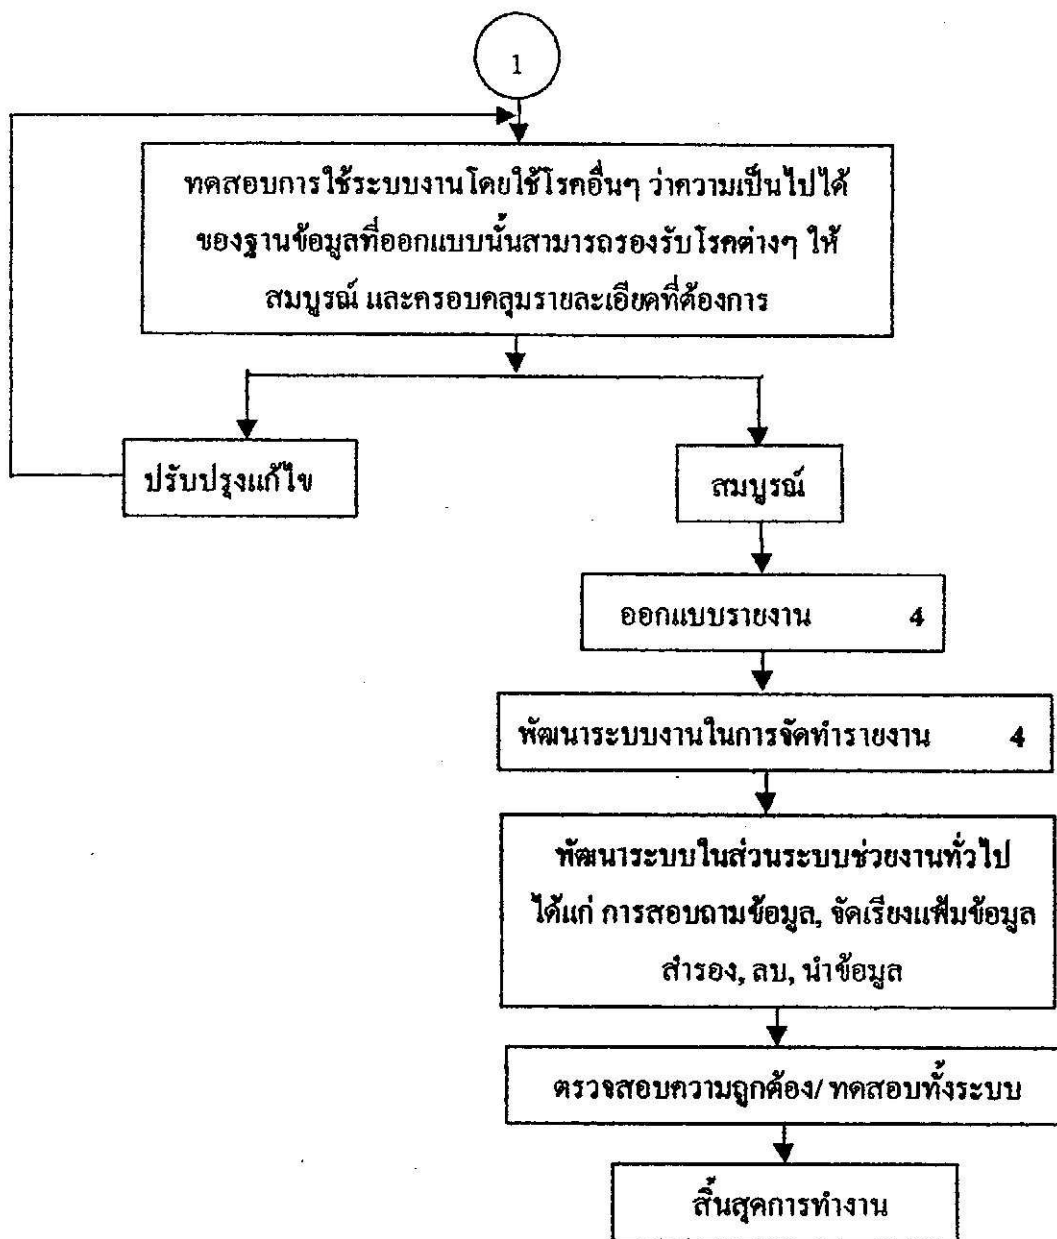 1
ทดสอบการใช้ระบบงานโดยใช้โรคอื่นๆ ว่าความเป็นไปได้
ของฐานข้อมูลที่ออกแบบนั้นสามารถรองรับโรคต่างๆ ให้
สมบูรณ์ และครอบคลุมรายละเอียดที่ต้องการ
ปรับปรุงแก้ไข
สมบูรณ์
ออกแบบรายงาน 4
พัฒนาระบบงานในการจัดทำรายงาน 4
พัฒนาระบบในส่วนระบบช่วยงานทั่วไป
ได้แก่ การสอบถามข้อมูล, จัดเรียงแฟ้มข้อมูล
สำรอง, ลบ, นำข้อมูล
ตรวจสอบความถูกต้อง/ ทดสอบทั้งระบบ
สิ้นสุดการทำงาน